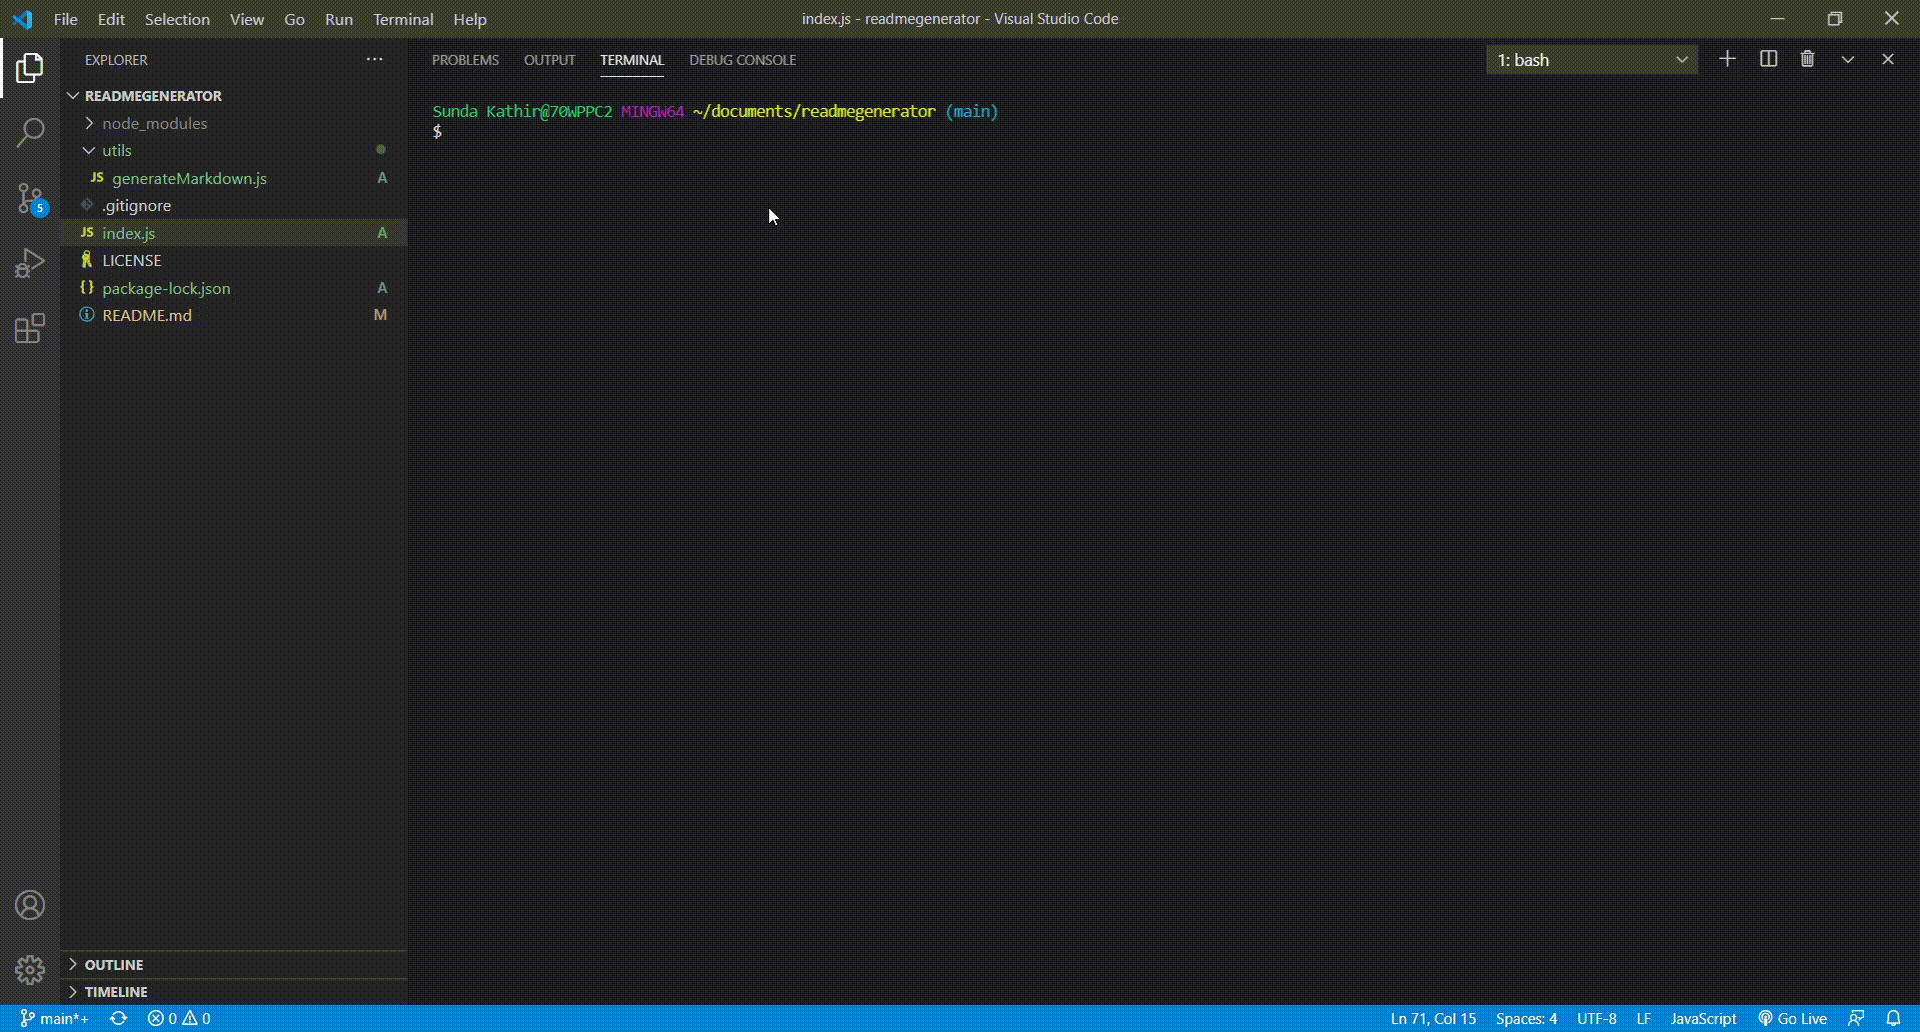 File Edit Selection View Go Run Terminal Help index.js - readmegenerator - Visual Studio Code
EXPLORER ...
PROBLEMS OUTPUT TERMINAL DEBUG CONSOLE 1: bash
READMEGENERATOR
node_modules
utils
JS generateMarkdown.js A
.gitignore
5
JS index.js A
LICENSE
{} package-lock.json A
README.md M
Sunda Kathir@70WPPC2 MINGW64 ~/documents/readmegenerator (main)
$
OUTLINE
TIMELINE
main*+ 0 0 Ln 71, Col 15 Spaces: 4 UTF-8 LF JavaScript Go Live